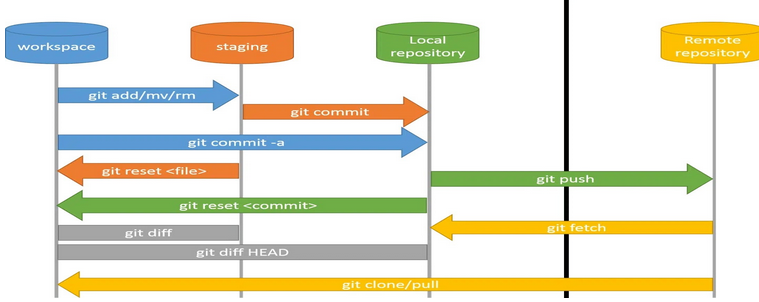 workspace
staging
Local
repository
Remote
repository
git add/mv/rm
git commit
git commit -a
git reset <file>
git push
git reset <commit>
git fetch
git diff
git diff HEAD
git clone/pull